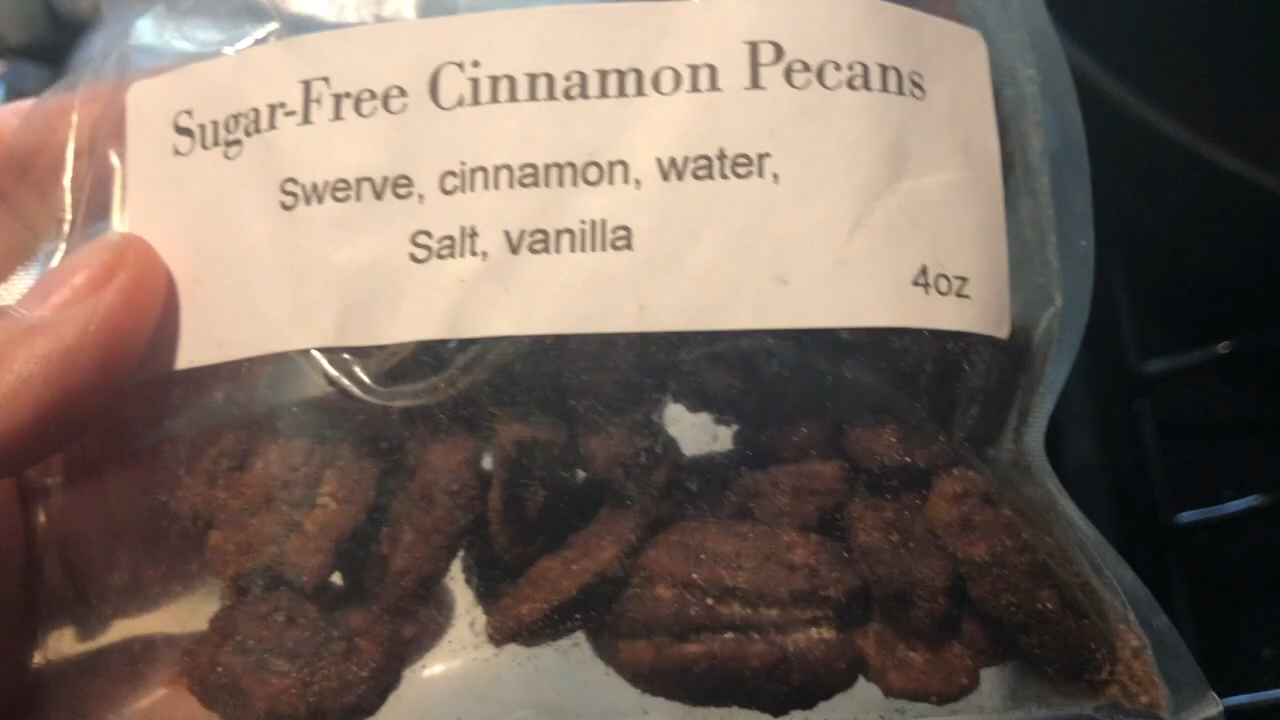 Sugar-Free Cinnamon Pecans
Swerve, cinnamon, water,
Salt, vanilla
4oz